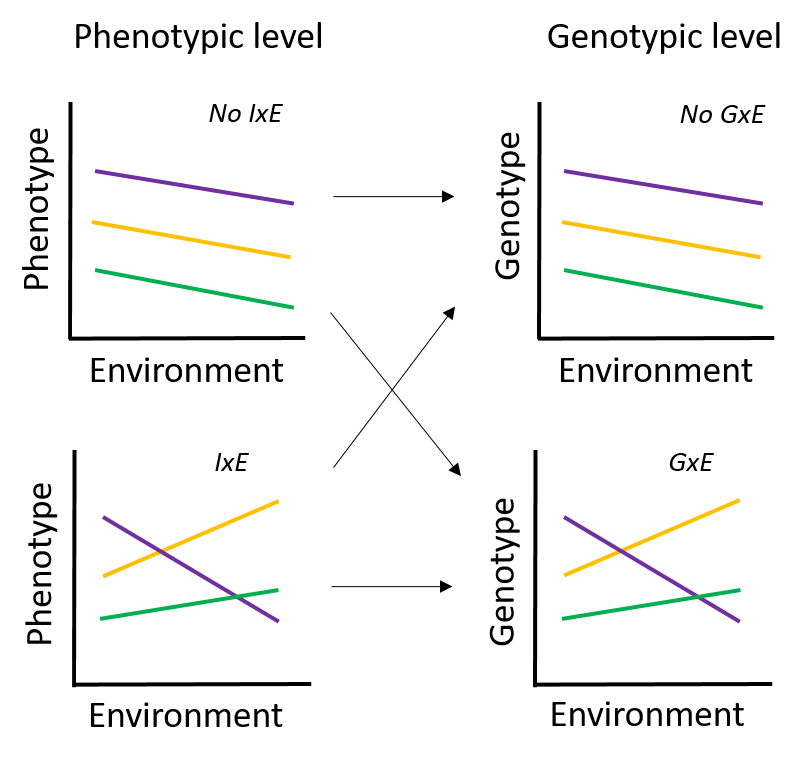 Phenotypic level
Genotypic level
No IxE
Phenotype
Environment
No GxE
Genotype
Environment
IxE
Phenotype
Environment
GxE
Genotype
Environment